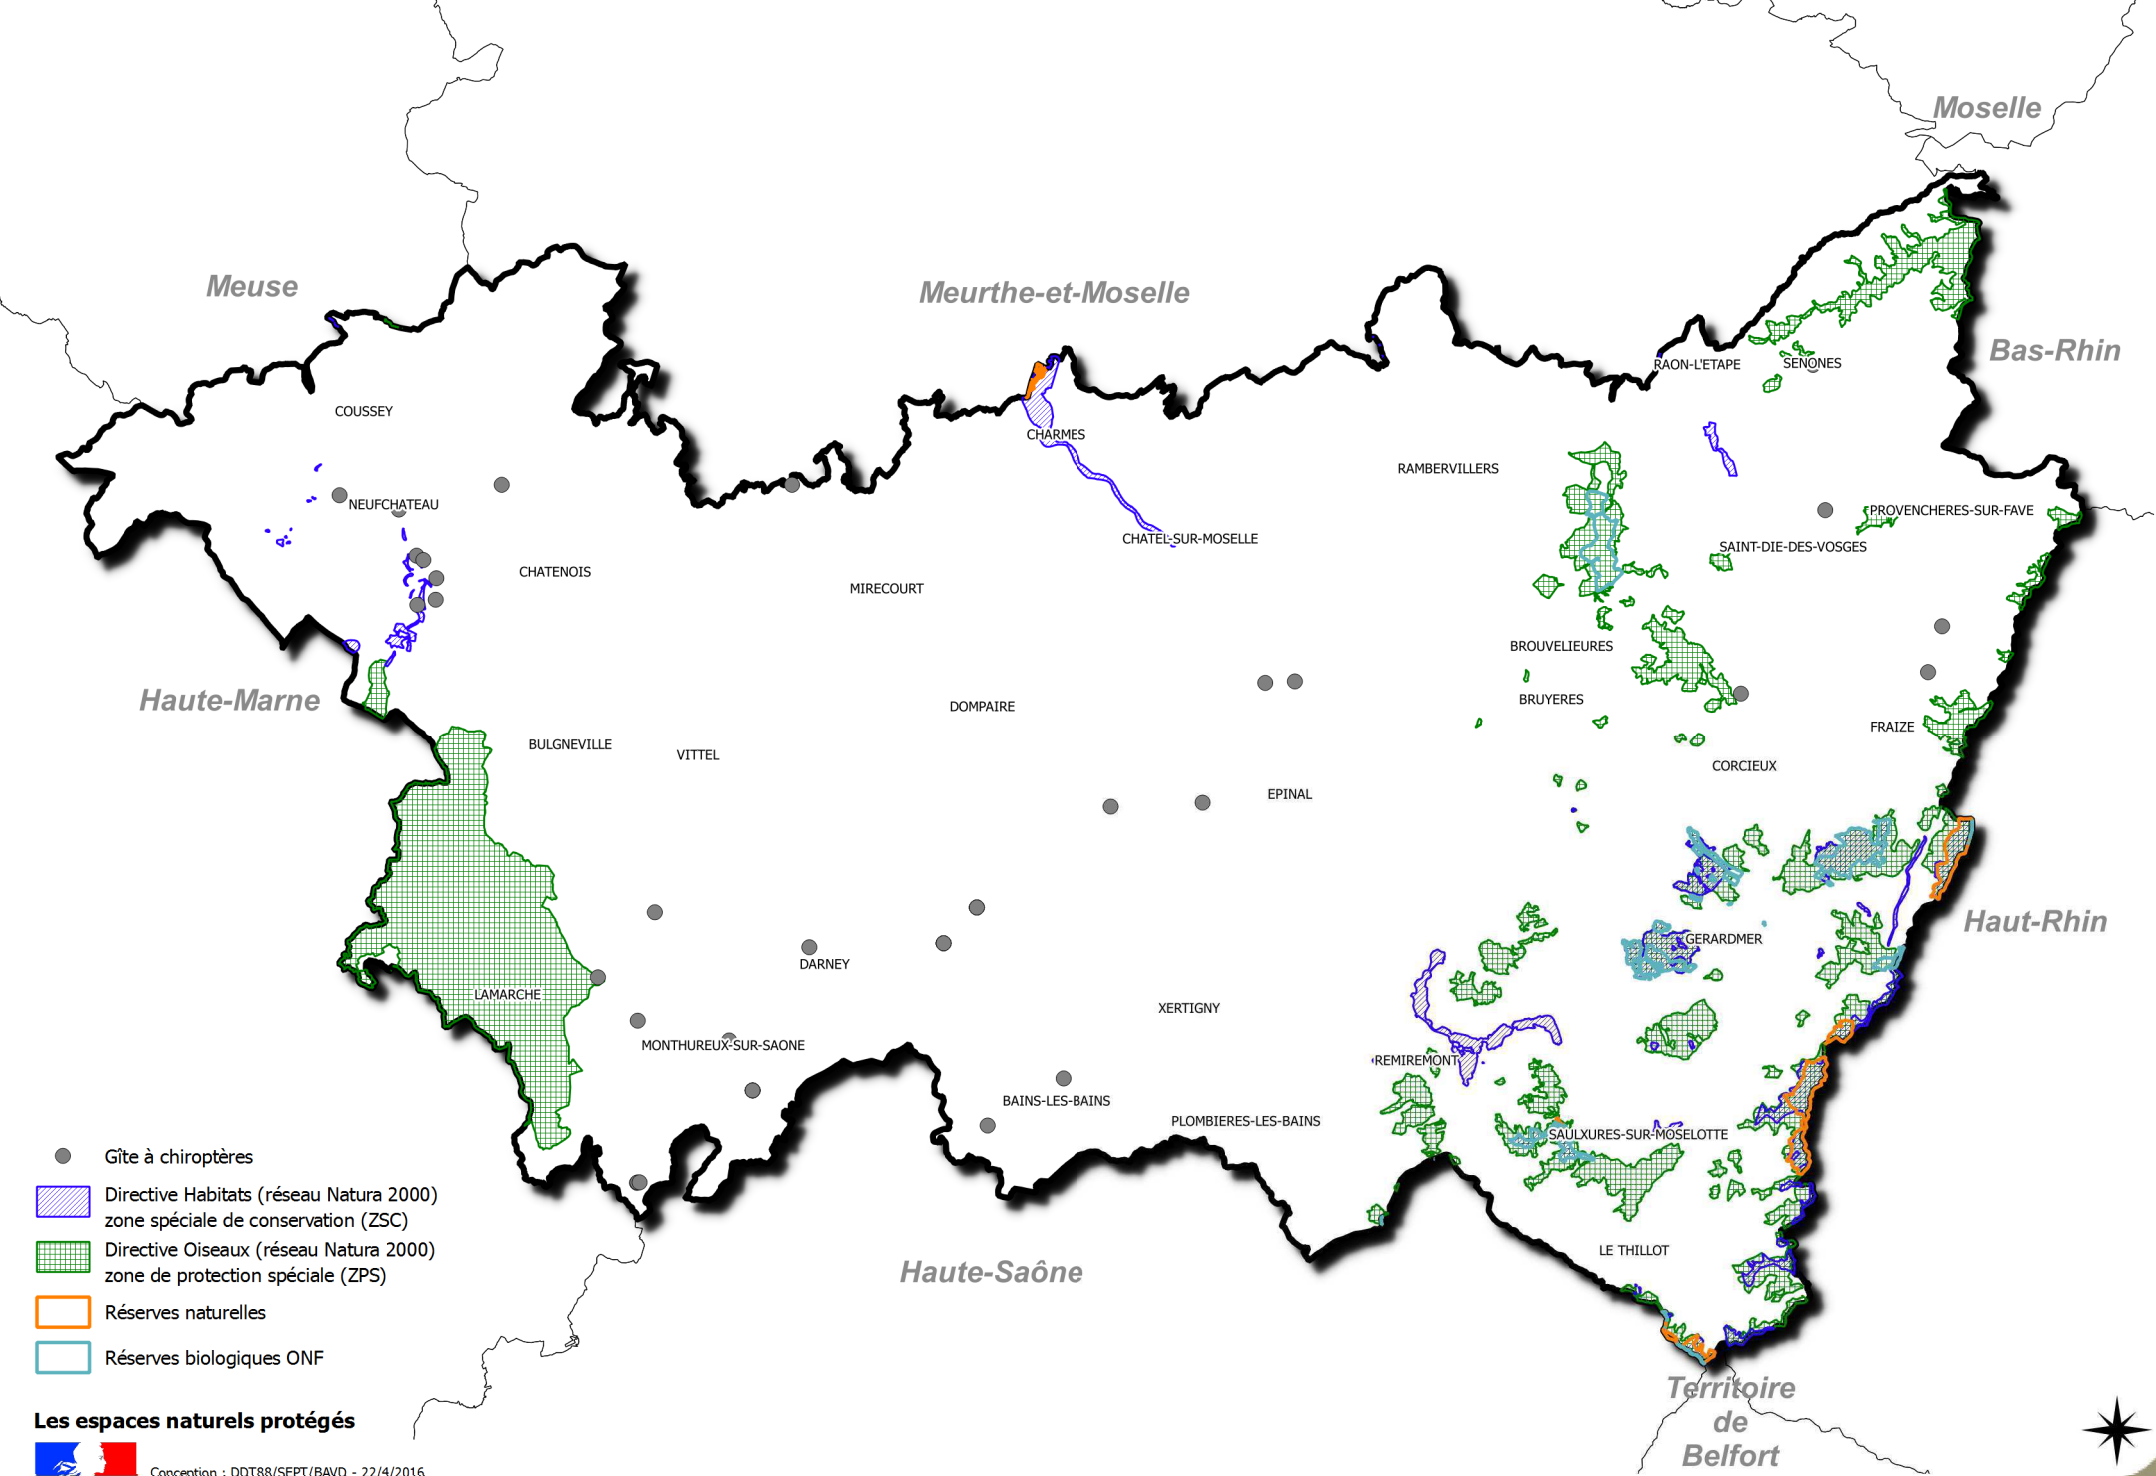 Moselle
Meuse
Meurthe-et-Moselle
Bas-Rhin
RAON-L'ETAPE
SENONES
COUSSEY
CHARMES
RAMBERVILLERS
NEUFCHATEAU
PROVENCHERES-SUR-FAVE
CHATEL-SUR-MOSELLE
SAINT-DIE-DES-VOSGES
CHATENOIS
MIRECOURT
BROUVELIEURES
Haute-Marne
BRUYERES
DOMPAIRE
FRAIZE
BULGNEVILLE
VITTEL
CORCIEUX
EPINAL
Haut-Rhin
GERARDMER
DARNEY
LAMARCHE
XERTIGNY
MONTHUREUX-SUR-SAONE
REMIREMONT
BAINS-LES-BAINS
PLOMBIERES-LES-BAINS
SAULXURES-SUR-MOSELOTTE
LE THILLOT
Haute-Saône
Territoire
de
Belfort
Gîte à chiroptères
Directive Habitats (réseau Natura 2000)
zone spéciale de conservation (ZSC)
Directive Oiseaux (réseau Natura 2000)
zone de protection spéciale (ZPS)
Réserves naturelles
Réserves biologiques ONF
Les espaces naturels protégés
Conception : DDT88/SEPT/BAVD - 22/4/2016